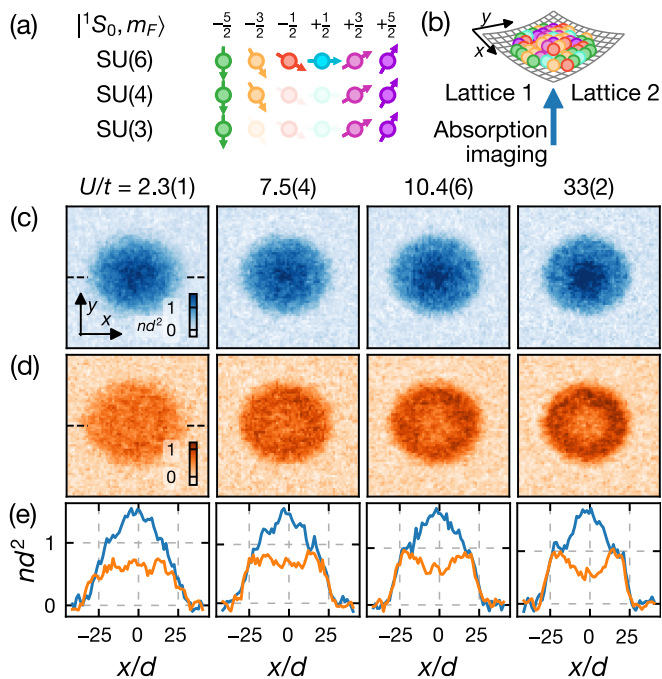 (a)
|¹S₀, m_F⟩ −5/2 −3/2 −1/2 +1/2 +3/2 +5/2
SU(6)
SU(4)
SU(3)
(b)
y
x
Lattice 1 Lattice 2
Absorption
imaging
U/t = 2.3(1) 7.5(4) 10.4(6) 33(2)
(c)
y
x
nd²
1
0
(d)
1
0
(e)
nd²
1
0
−25 0 25 −25 0 25 −25 0 25 −25 0 25
x/d x/d x/d x/d